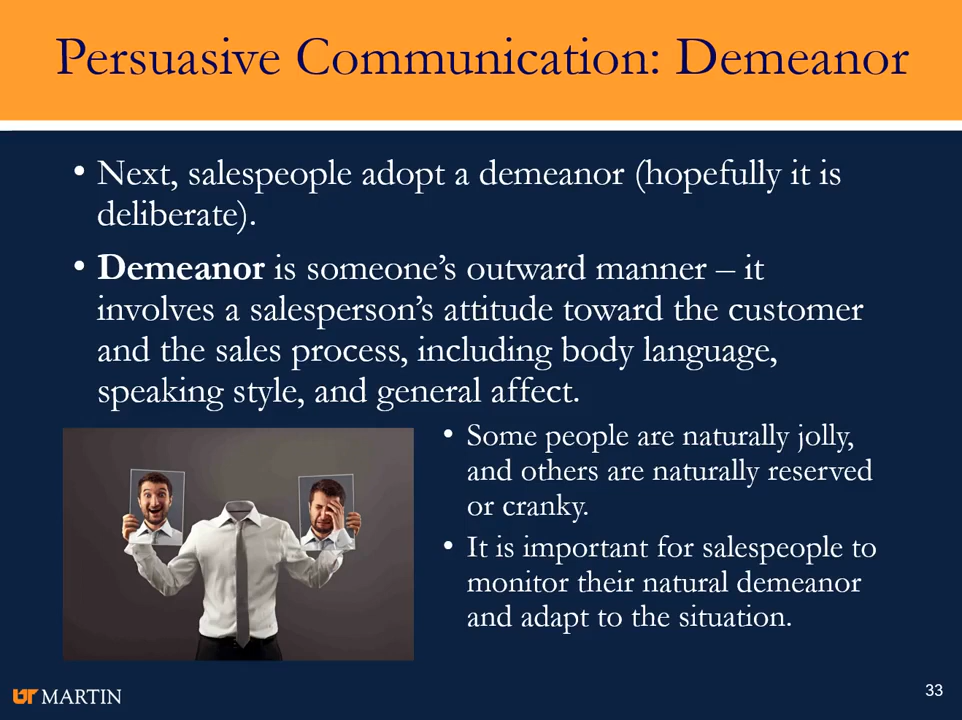 Persuasive Communication: Demeanor
• Next, salespeople adopt a demeanor (hopefully it is
deliberate).
• Demeanor is someone’s outward manner – it
involves a salesperson’s attitude toward the customer
and the sales process, including body language,
speaking style, and general affect.
• Some people are naturally jolly,
and others are naturally reserved
or cranky.
• It is important for salespeople to
monitor their natural demeanor
and adapt to the situation.
UT MARTIN
33